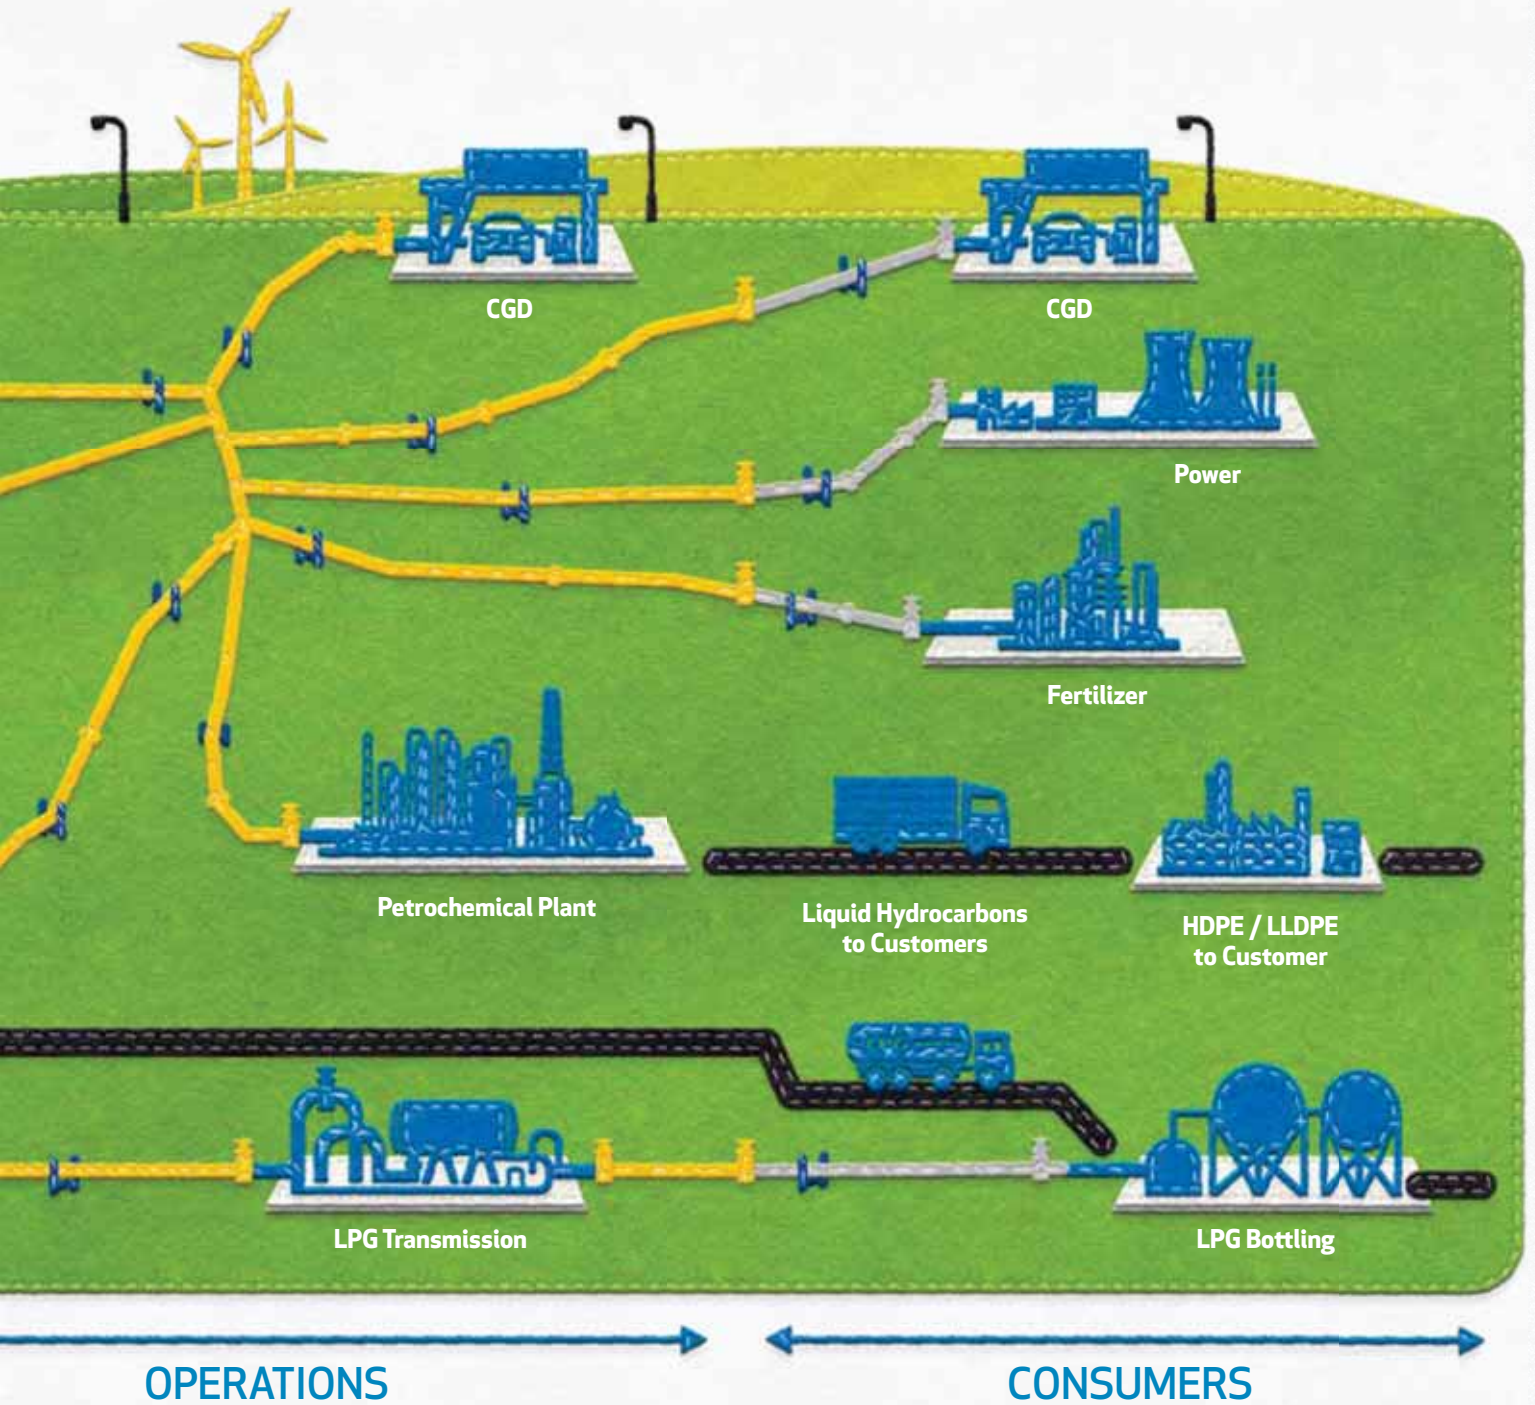 CGD
CGD
Power
Fertilizer
Petrochemical Plant
Liquid Hydrocarbons
to Customers
HDPE / LLDPE
to Customer
LPG Transmission
LPG Bottling
OPERATIONS
CONSUMERS